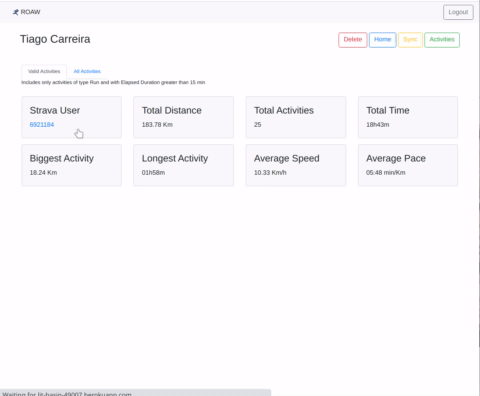 ROAW
Logout
Tiago Carreira
Delete
Home
Sync
Activities
Valid Activities
All Activities
Includes only activities of type Run and with Elapsed Duration greater than 15 min
Strava User
6921184
Total Distance
183.78 Km
Total Activities
25
Total Time
18h43m
Biggest Activity
18.24 Km
Longest Activity
01h58m
Average Speed
10.33 Km/h
Average Pace
05:48 min/Km
Waiting for lit-basin-49007.herokuapp.com